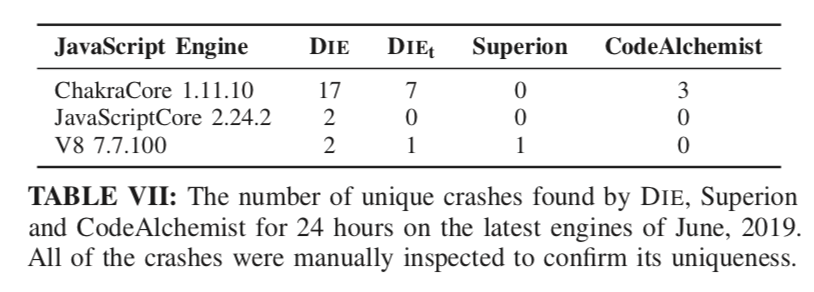 JavaScript Engine DIE DIEt Superion CodeAlchemist
ChakraCore 1.11.10 17 7 0 3
JavaScriptCore 2.24.2 2 0 0 0
V8 7.7.100 2 1 1 0
TABLE VII: The number of unique crashes found by DIE, Superion
and CodeAlchemist for 24 hours on the latest engines of June, 2019.
All of the crashes were manually inspected to confirm its uniqueness.